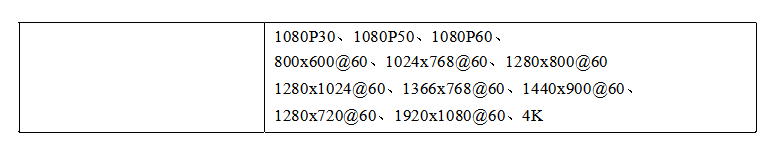 1080P30、1080P50、1080P60、
800x600@60、1024x768@60、1280x800@60
1280x1024@60、1366x768@60、1440x900@60、
1280x720@60、1920x1080@60、4K